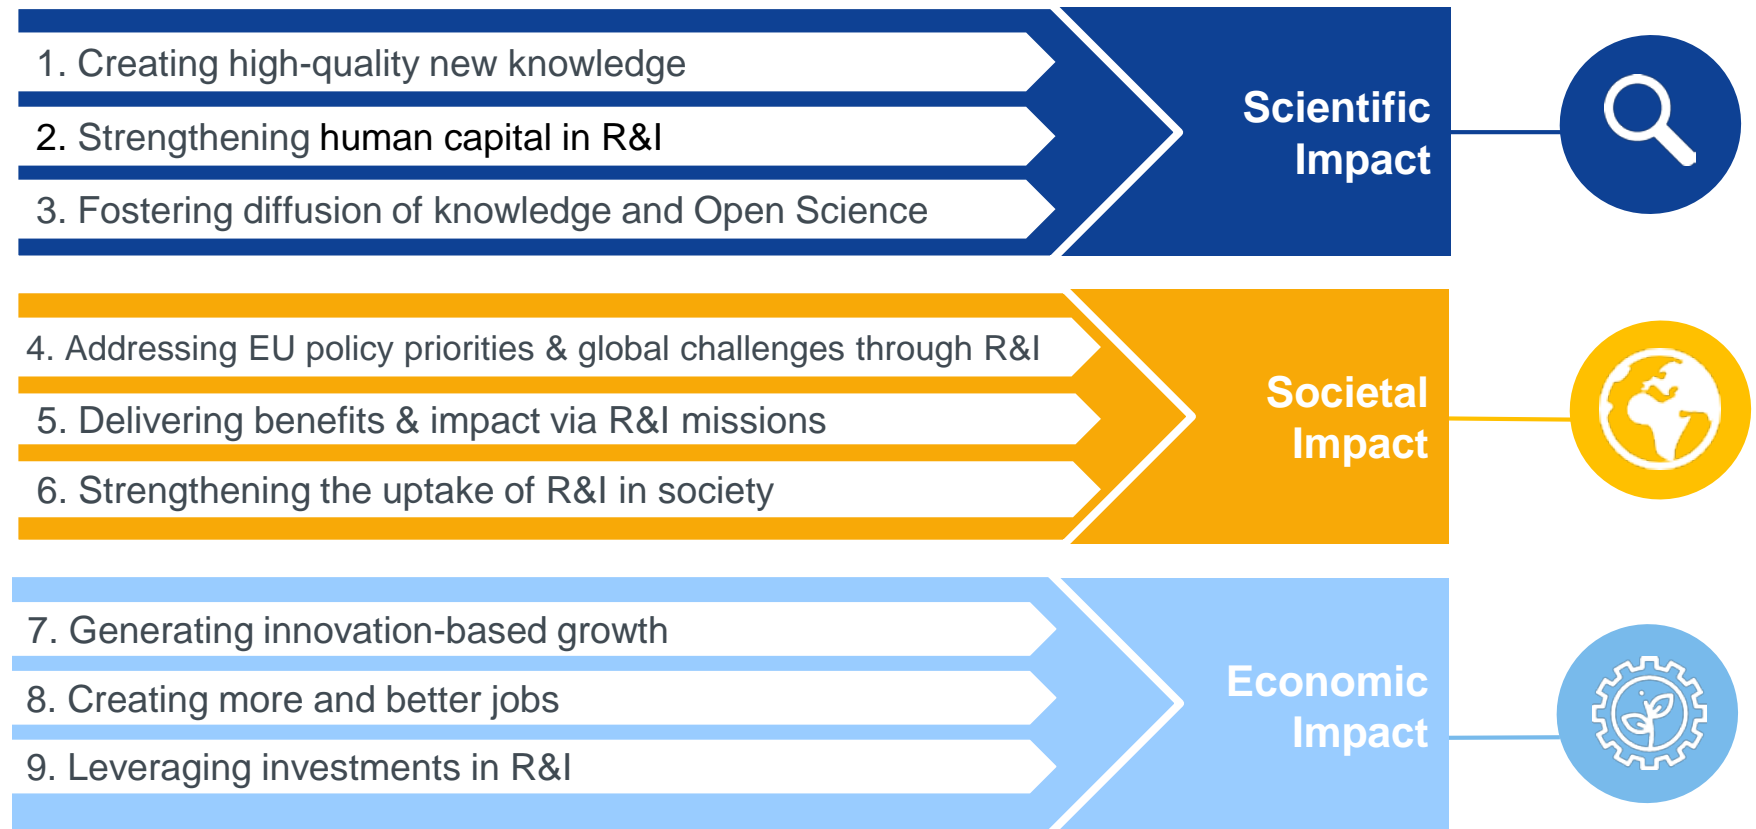 1. Creating high-quality new knowledge
2. Strengthening human capital in R&I
3. Fostering diffusion of knowledge and Open Science
Scientific
Impact
4. Addressing EU policy priorities & global challenges through R&I
5. Delivering benefits & impact via R&I missions
6. Strengthening the uptake of R&I in society
Societal
Impact
7. Generating innovation-based growth
8. Creating more and better jobs
9. Leveraging investments in R&I
Economic
Impact